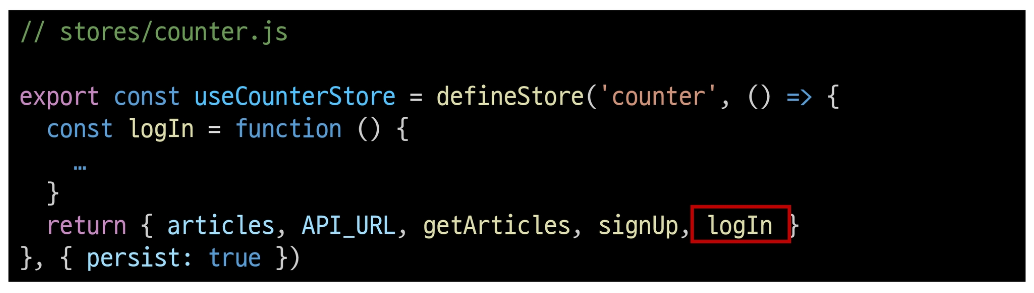 // stores/counter.js
export const useCounterStore = defineStore('counter', () => {
const logIn = function () {
…
}
return { articles, API_URL, getArticles, signUp, logIn }
}, { persist: true })